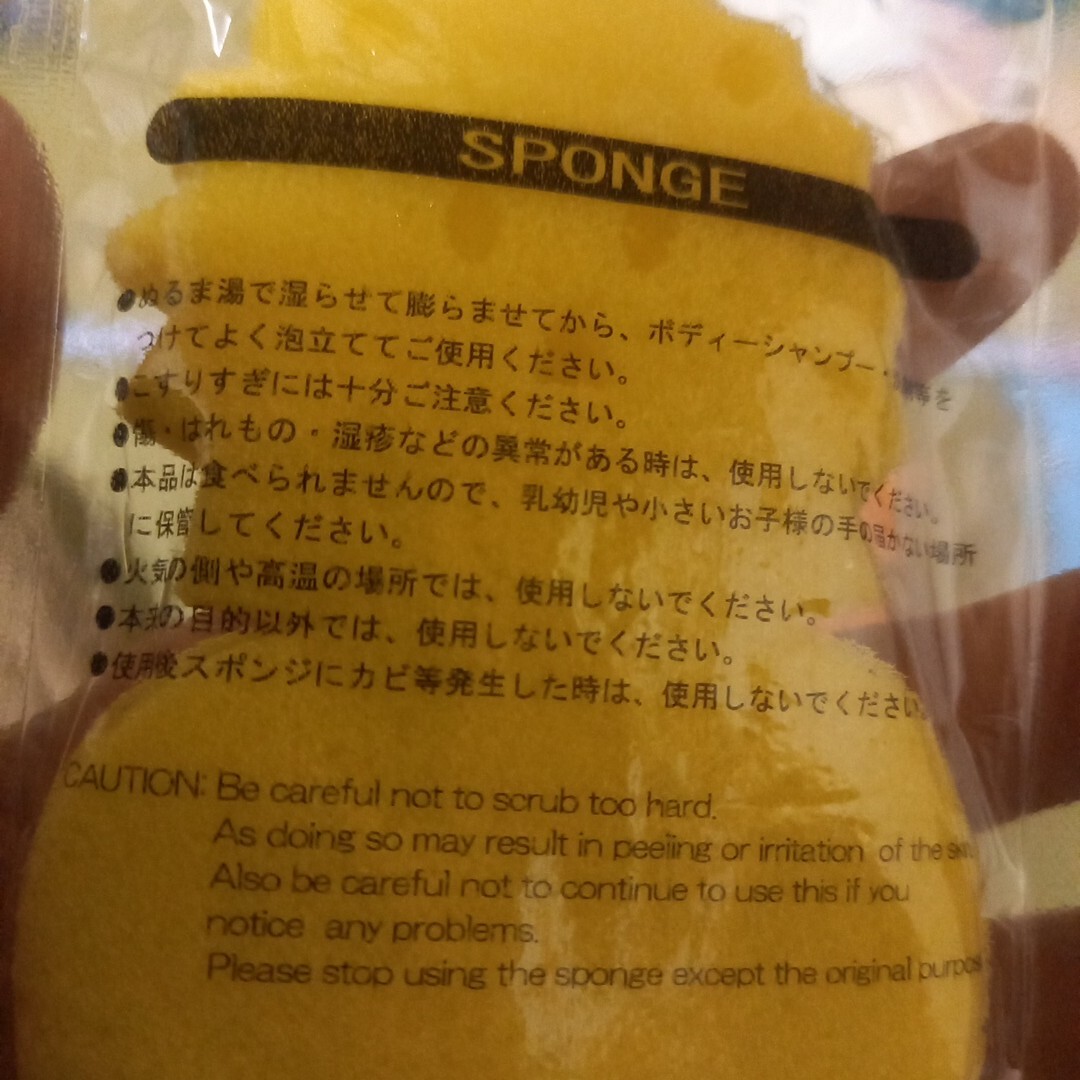 SPONGE
●ぬるま湯で湿らせて膨らませてから、ボディーシャンプー・等を
つけてよく泡立ててご使用ください。
●こすりすぎには十分ご注意ください。
●傷・はれもの・湿疹などの異常がある時は、使用しないでください。
●本品は食べられませんので、乳幼児や小さいお子様の手の届かない場所
に保管してください。
●火気の側や高温の場所では、使用しないでください。
●本来の目的以外では、使用しないでください。
●使用後スポンジにカビ等発生した時は、使用しないでください。
CAUTION: Be careful not to scrub too hard.
As doing so may result in peeling or irritation of the skin
Also be careful not to continue to use this if you
notice any problems.
Please stop using the sponge except the original purpose